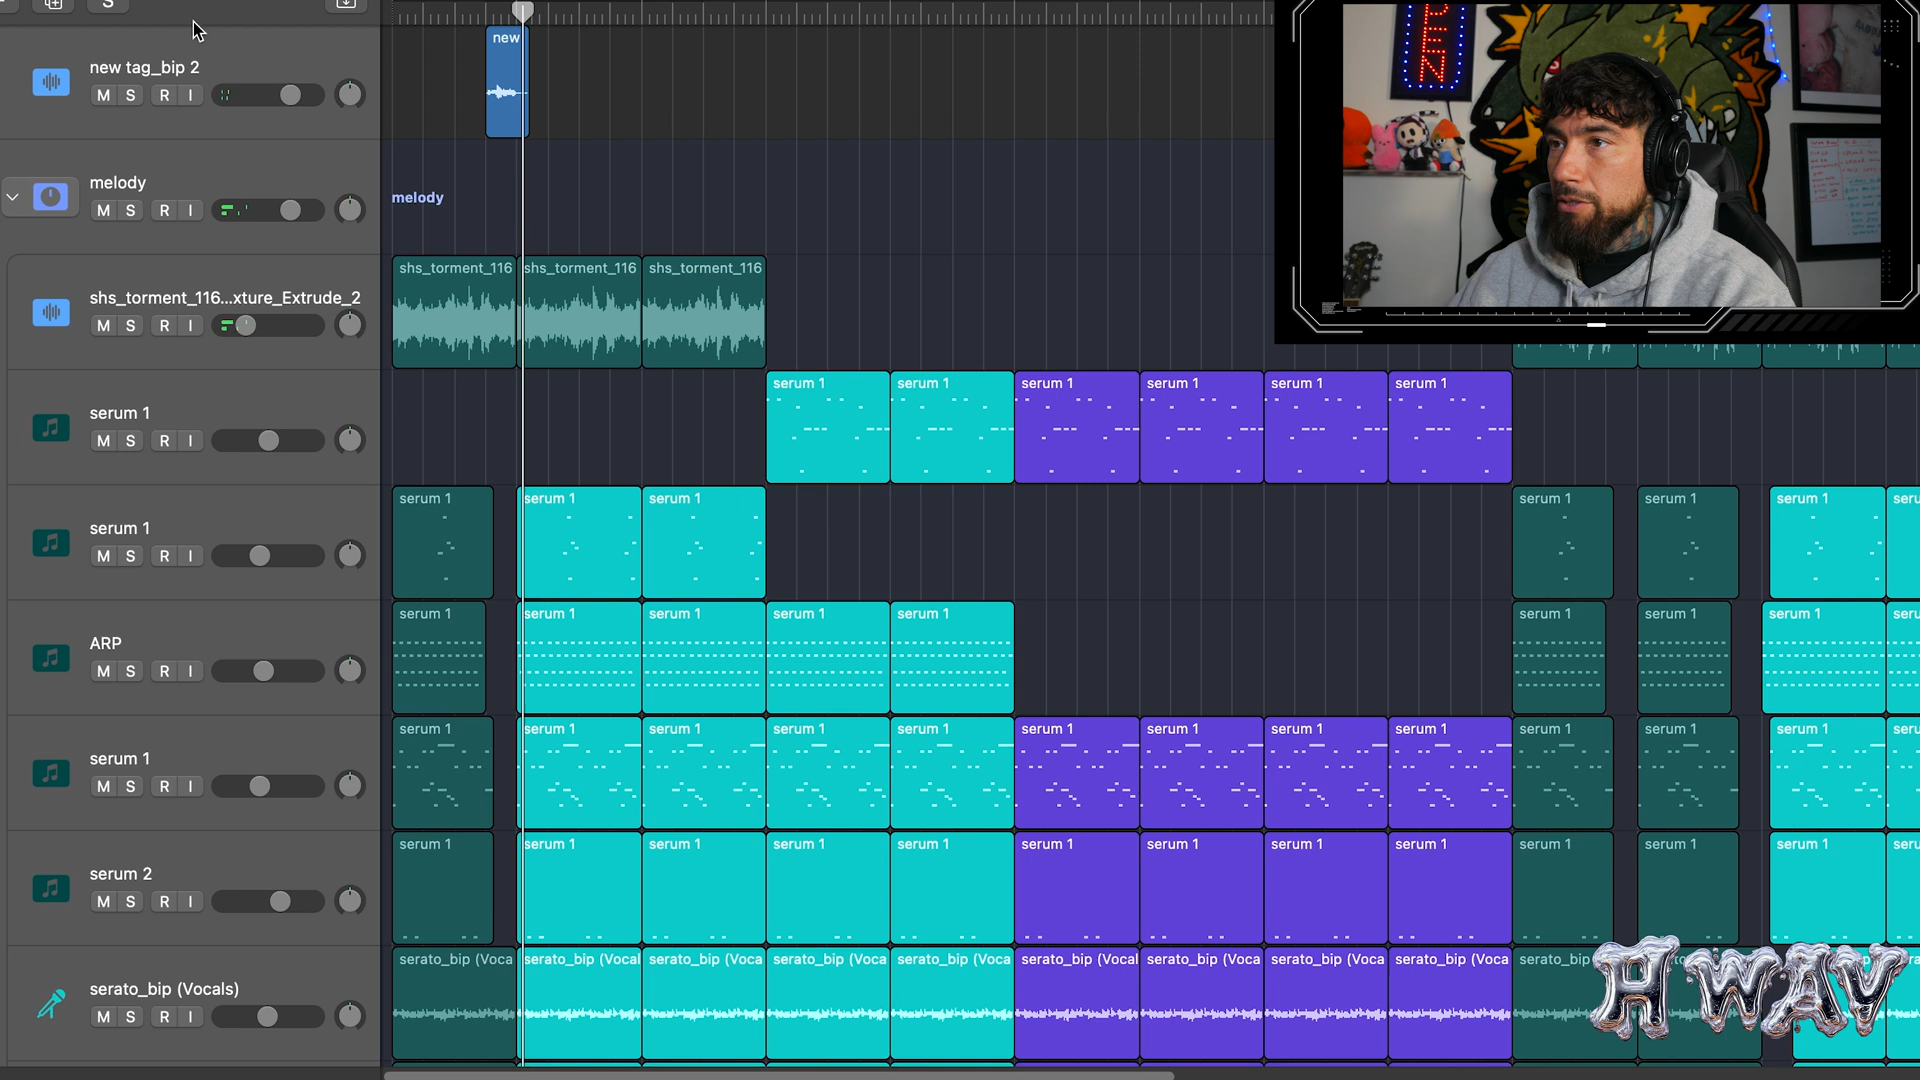 S
new
new tag_bip 2
M S R I
melody
M S R I
melody
shs_torment_116...xture_Extrude_2
M S R I
shs_torment_116 shs_torment_116 shs_torment_116
serum 1
M S R I
serum 1 serum 1 serum 1 serum 1 serum 1 serum 1
serum 1
M S R I
serum 1 serum 1 serum 1 serum 1 serum 1 serum 1 seru
ARP
M S R I
serum 1 serum 1 serum 1 serum 1 serum 1 serum 1 serum 1 serum 1 seru
serum 1
M S R I
serum 1 serum 1 serum 1 serum 1 serum 1 serum 1 serum 1 serum 1 serum 1 serum 1 serum 1 serum 1 seru
serum 2
M S R I
serum 1 serum 1 serum 1 serum 1 serum 1 serum 1 serum 1 serum 1 serum 1 serum 1 serum 1 serum 1 seru
serato_bip (Vocals)
M S R I
serato_bip (Voca serato_bip (Vocal serato_bip (Voca serato_bip (Voca serato_bip (Voca serato_bip (Vocal serato_bip (Voca serato_bip (Voca serato_bip (Voca serato_bip
PEN
H WAV